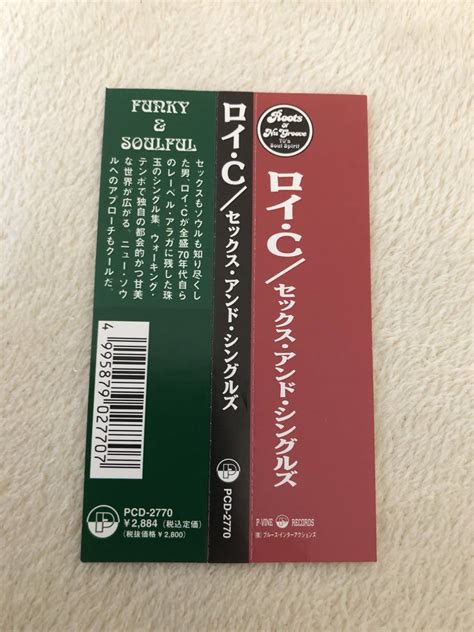 FUNKY
&
SOULFUL
セックスもソウルも知り尽くし
た男、ロイ・Cが全盛70年代自ら
のレーベル・アラガに残した珠
玉のシングル集。ウォーキング・
テンポで独自の都会的かつ甘美
な世界が広がる。ニュー・ソウ
ルへのアプローチもクールだ。
4995879027707
PCD-2770
¥2,884（税込定価）
（税抜価格¥2,800）
ロイ・C／セックス・アンド・シングルズ
PCD-2770
Roots
of
Nu Groove
70's
Soul Spirit
ロイ・C／セックス・アンド・シングルズ
P-VINE RECORDS
㈱ブルース・インターアクションズ